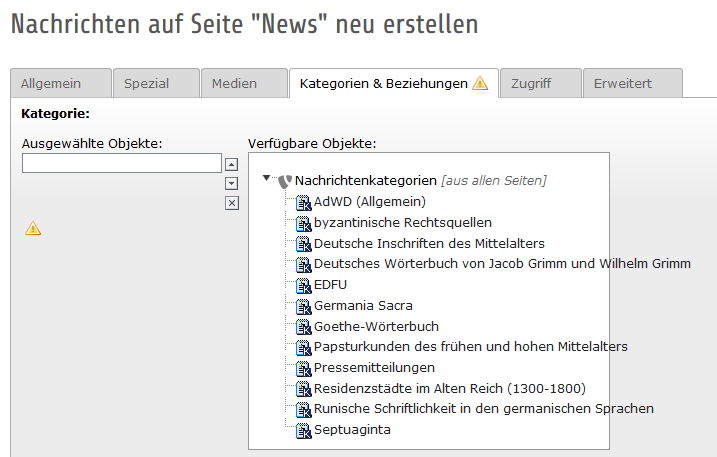 Nachrichten auf Seite "News" neu erstellen
Allgemein Spezial Medien Kategorien & Beziehungen Zugriff Erweitert
Kategorie:
Ausgewählte Objekte: Verfügbare Objekte:
Nachrichtenkategorien [aus allen Seiten]
AdWD (Allgemein)
byzantinische Rechtsquellen
Deutsche Inschriften des Mittelalters
Deutsches Wörterbuch von Jacob Grimm und Wilhelm Grimm
EDFU
Germania Sacra
Goethe-Wörterbuch
Papsturkunden des frühen und hohen Mittelalters
Pressemitteilungen
Residenzstädte im Alten Reich (1300-1800)
Runische Schriftlichkeit in den germanischen Sprachen
Septuaginta